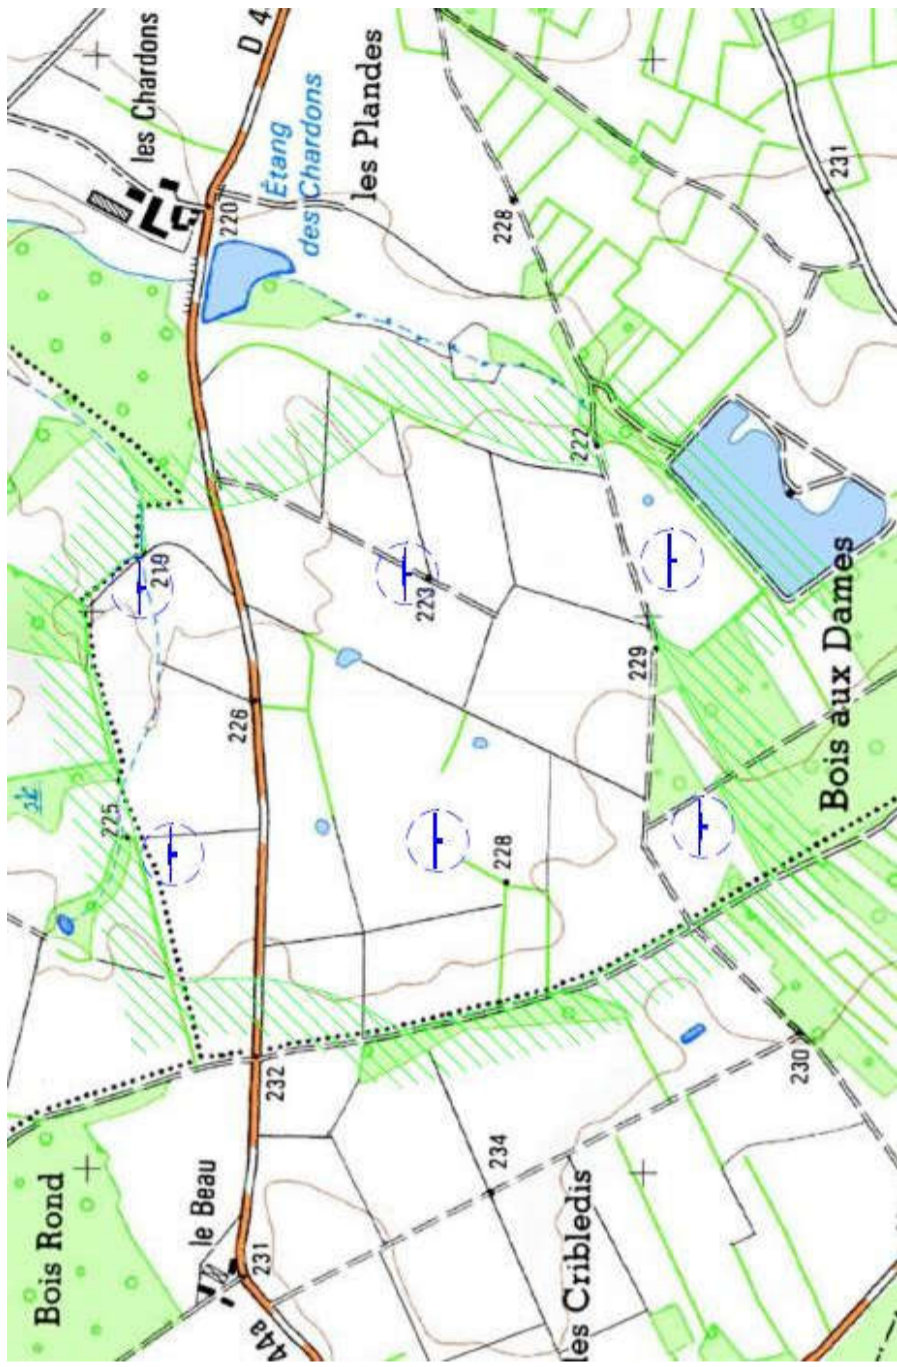 les Chardons
D 4
220
Étang
des Chardons
les Plandes
228
231
222
219
223
226
229
225
228
Bois aux Dames
232
230
234
Bois Rond
le Beau
231
les Cribledis
44a